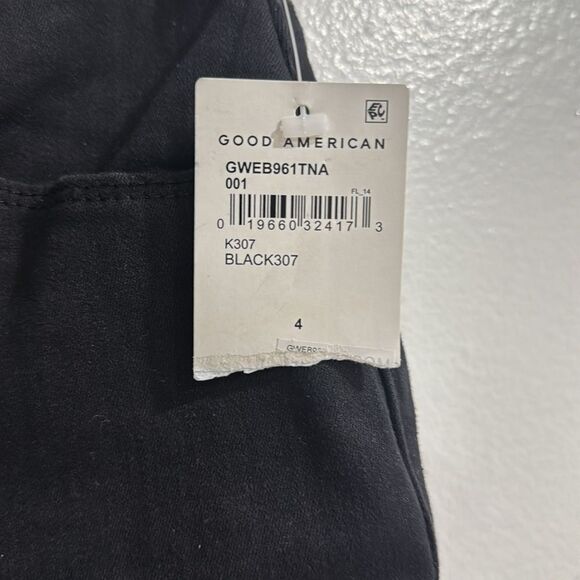 GOOD AMERICAN
GWEB961TNA
001
FL_14
0 19660 32417 3
K307
BLACK307
4